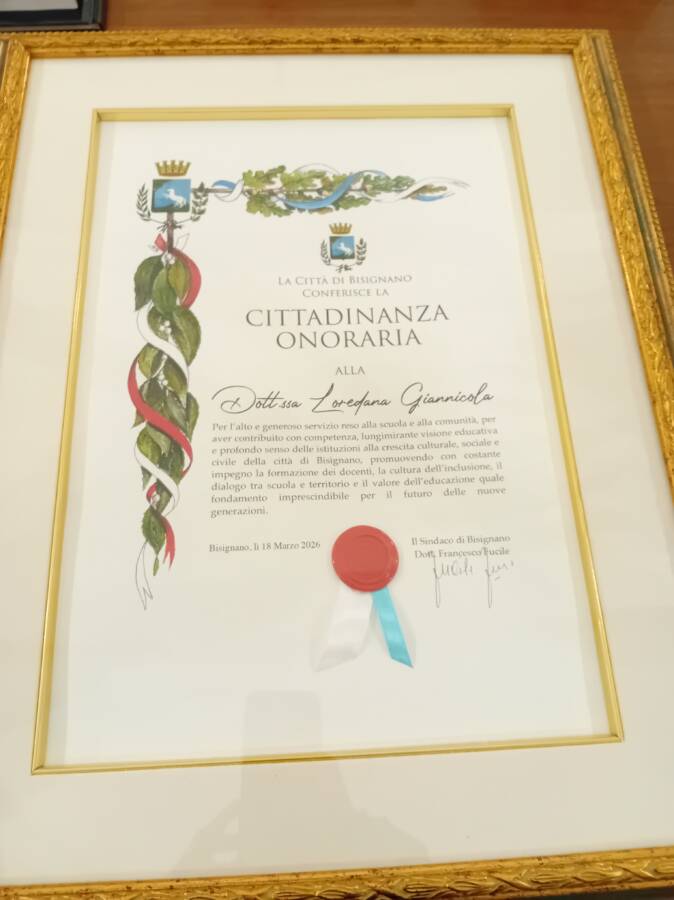 La Città di Bisignano
Conferisce la
CITTADINANZA
ONORARIA
ALLA
Dott.ssa Loredana Giannicola
Per l'alto e generoso servizio reso alla scuola e alla comunità, per
aver contribuito con competenza, lungimirante visione educativa
e profondo senso delle istituzioni alla crescita culturale, sociale e
civile della città di Bisignano, promuovendo con costante
impegno la formazione dei docenti, la cultura dell'inclusione, il
dialogo tra scuola e territorio e il valore dell'educazione quale
fondamento imprescindibile per il futuro delle nuove
generazioni.
Bisignano, lì 18 Marzo 2026
Il Sindaco di Bisignano
Dott. Francesco Fucile